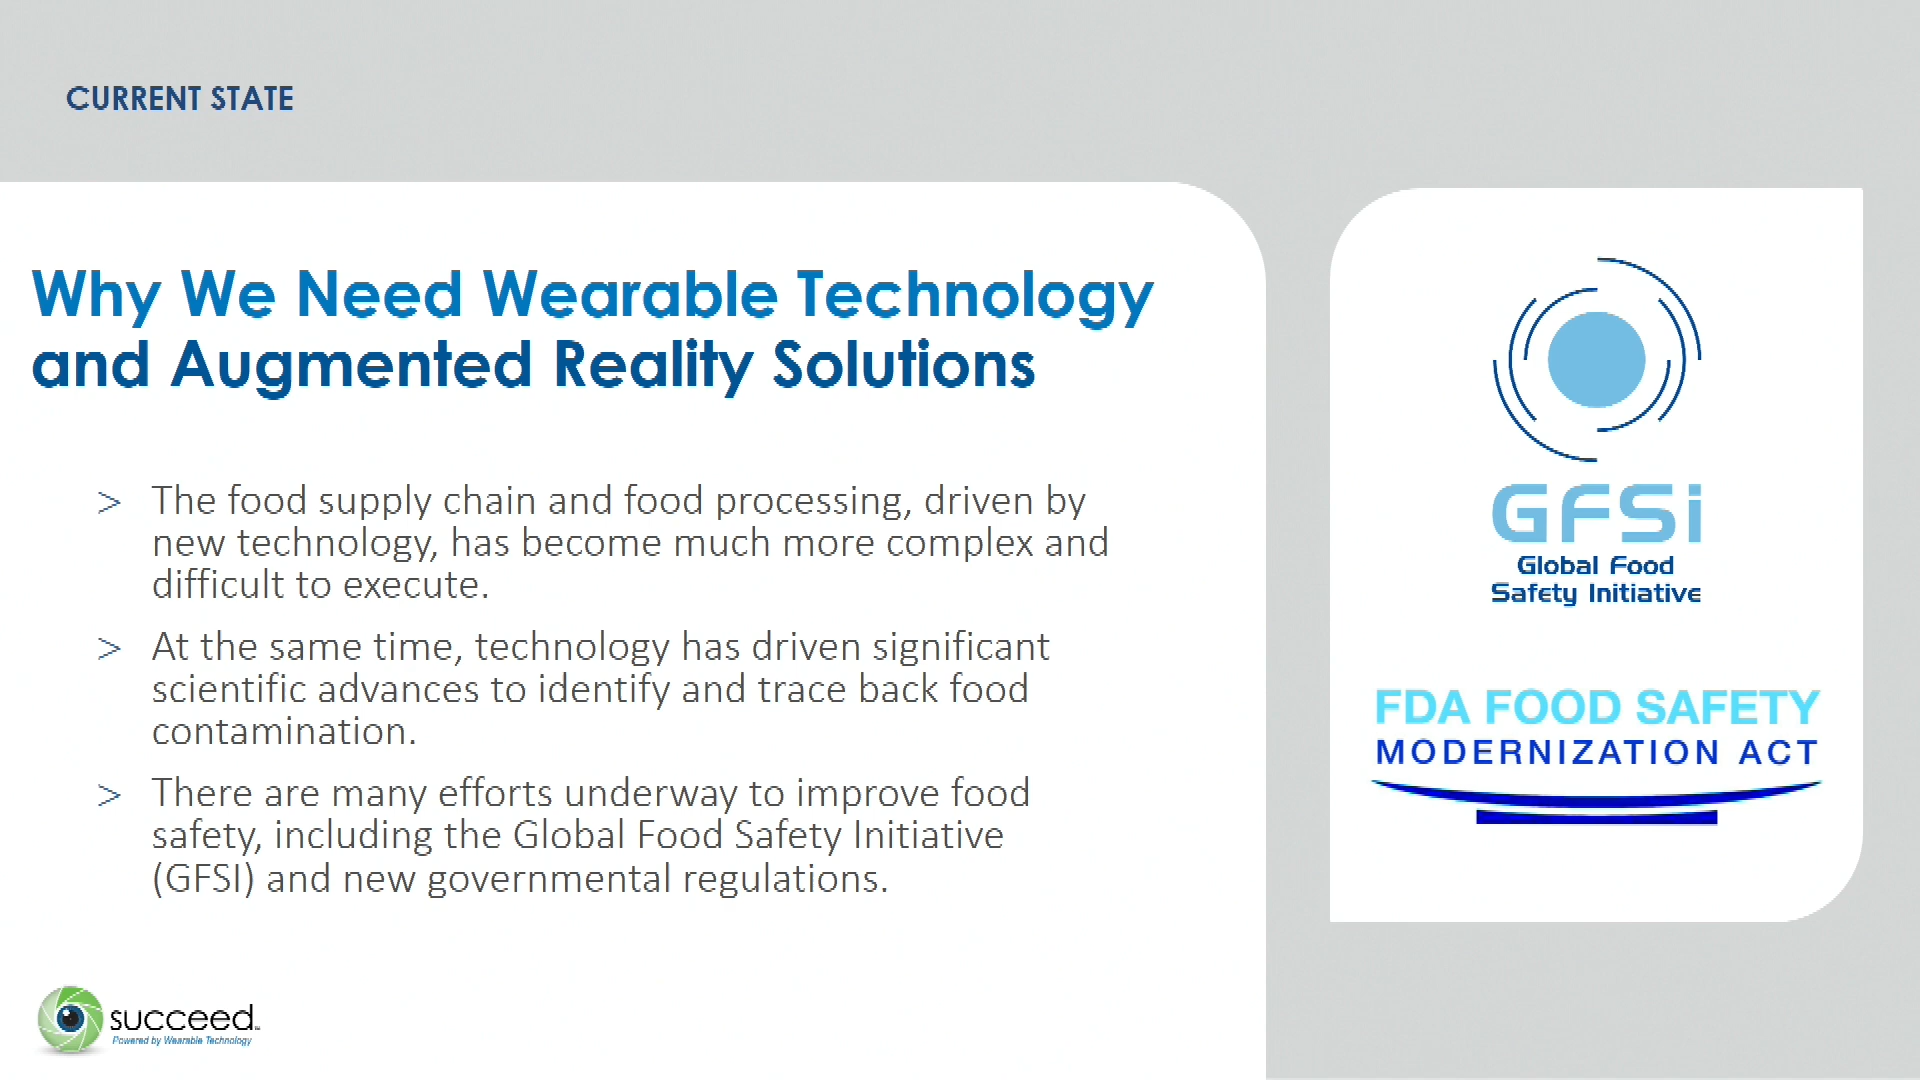 CURRENT STATE
Why We Need Wearable Technology
and Augmented Reality Solutions
> The food supply chain and food processing, driven by
new technology, has become much more complex and
difficult to execute.
> At the same time, technology has driven significant
scientific advances to identify and trace back food
contamination.
> There are many efforts underway to improve food
safety, including the Global Food Safety Initiative
(GFSI) and new governmental regulations.
GFSi
Global Food
Safety Initiative
FDA FOOD SAFETY
MODERNIZATION ACT
succeed
Powered by Wearable Technology